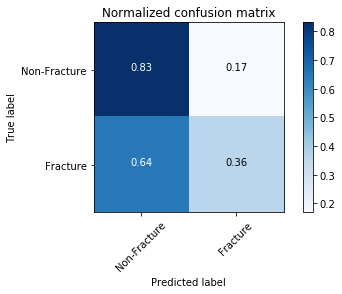 Normalized confusion matrix
True label
Non-Fracture
0.83 0.17
Fracture
0.64 0.36
Non-Fracture
Fracture
Predicted label
0.8
0.7
0.6
0.5
0.4
0.3
0.2